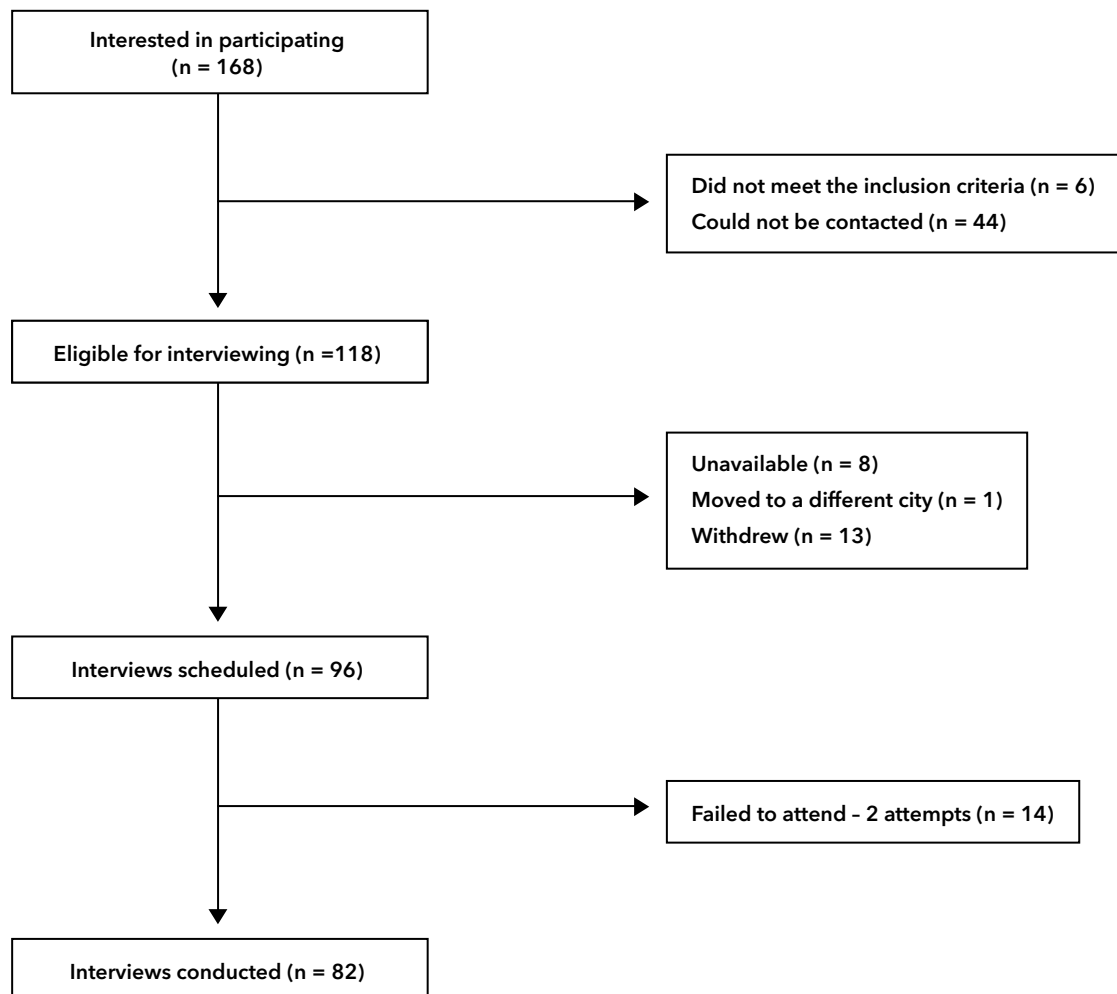 Interested in participating
(n = 168)
Did not meet the inclusion criteria (n = 6)
Could not be contacted (n = 44)
Eligible for interviewing (n =118)
Unavailable (n = 8)
Moved to a different city (n = 1)
Withdrew (n = 13)
Interviews scheduled (n = 96)
Failed to attend – 2 attempts (n = 14)
Interviews conducted (n = 82)